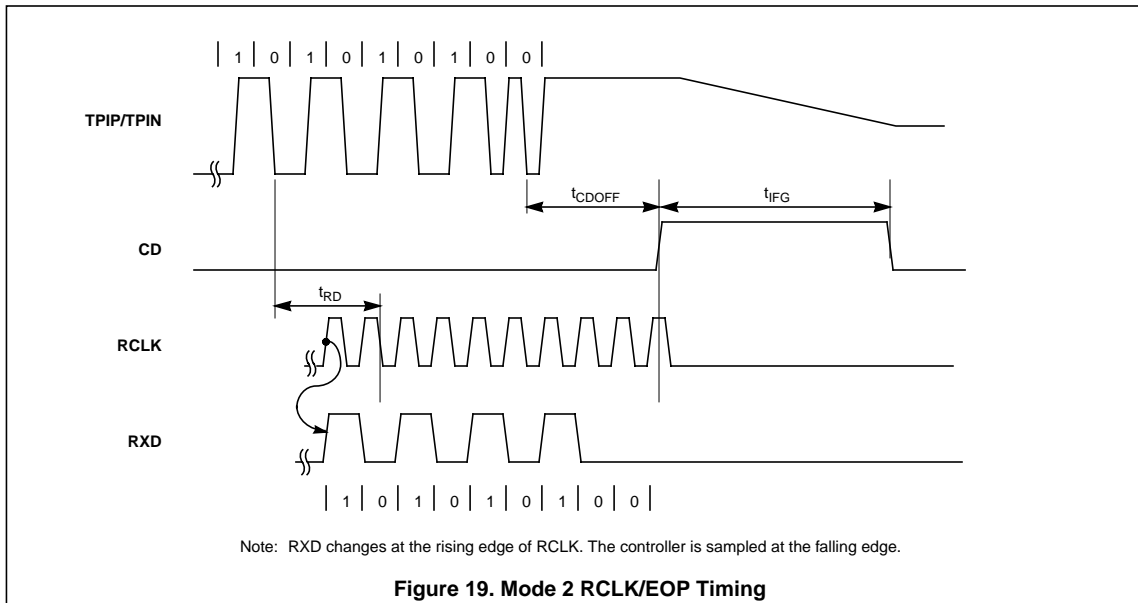 | 1 | 0 | 1 | 0 | 1 | 0 | 1 | 0 | 0 |
TPIP/TPIN
tCDOFF
tIFG
CD
tRD
RCLK
RXD
| 1 | 0 | 1 | 0 | 1 | 0 | 1 | 0 | 0 |
Note: RXD changes at the rising edge of RCLK. The controller is sampled at the falling edge.
Figure 19. Mode 2 RCLK/EOP Timing